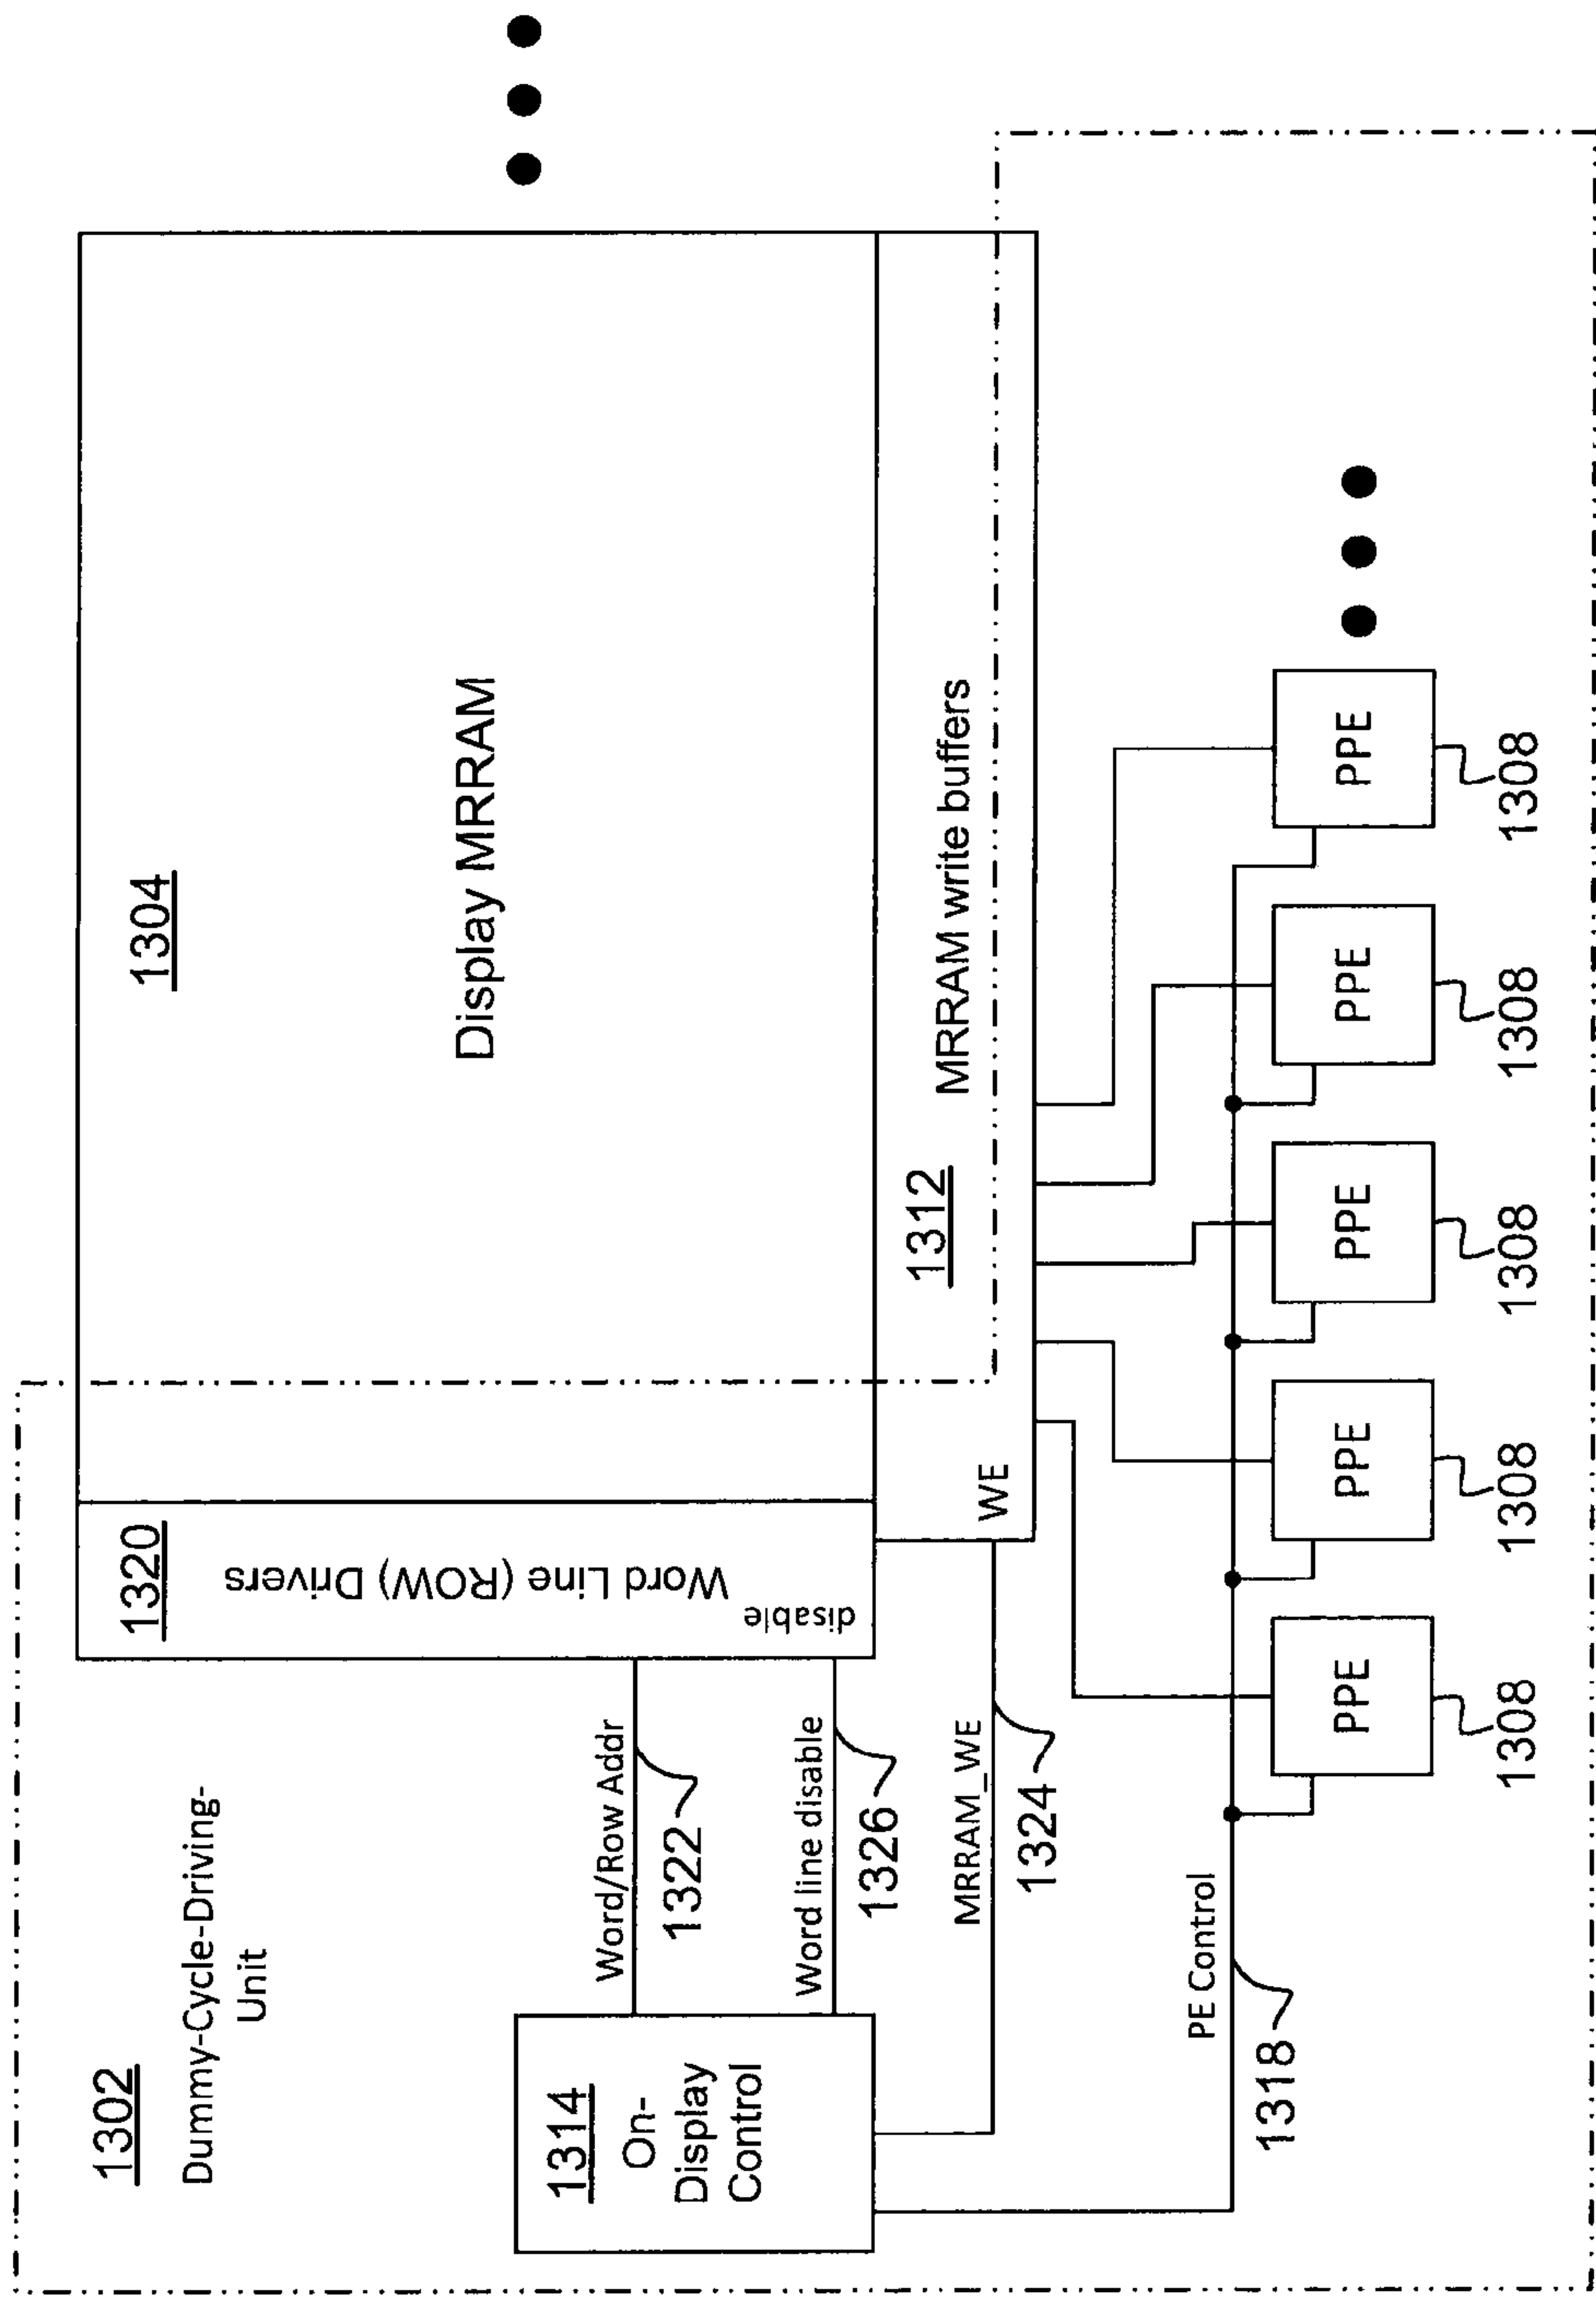 1302
Dummy-Cycle-Driving-
Unit
1314
On-
Display
Control
Word/Row Addr
1322
Word line disable
1326
MRRAM_WE
1324
PE Control
1318
1320
Word Line (ROW) Drivers
disable
1304
Display MRRAM
1312
MRRAM write buffers
WE
PPE
PPE
PPE
PPE
PPE
1308
1308
1308
1308
1308